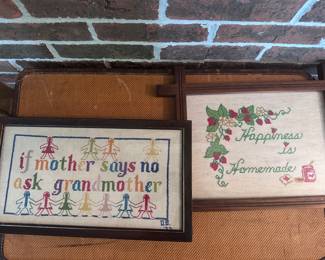 if mother says no
ask grandmother
Happiness
is
Homemade